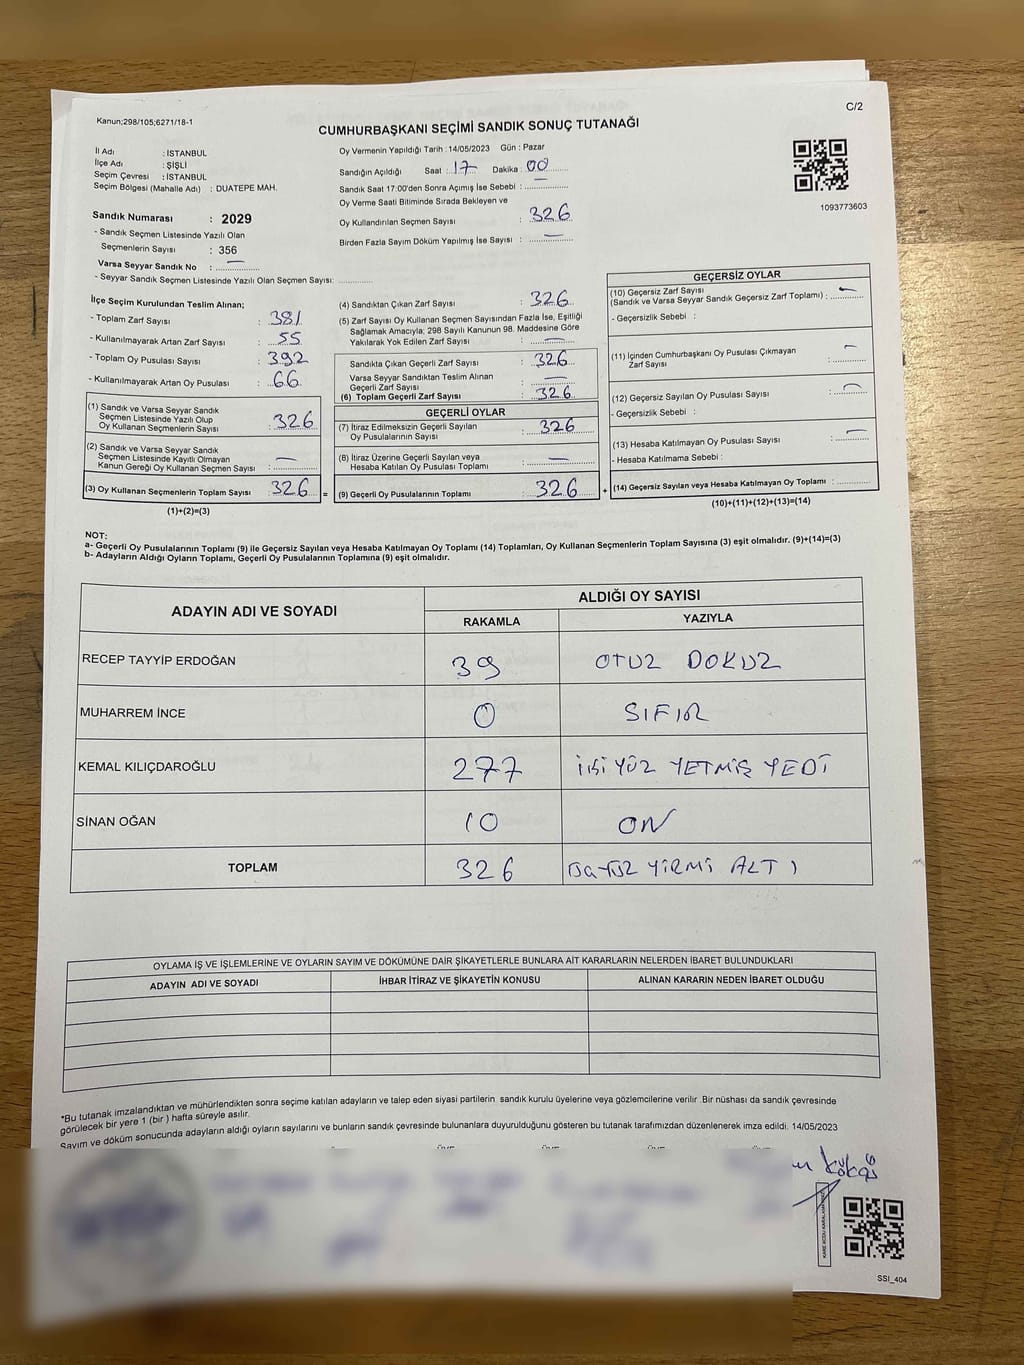 C/2
Kanun;298/105;6271/18-1
CUMHURBAŞKANI SEÇİMİ SANDIK SONUÇ TUTANAĞI
İl Adı : İSTANBUL
İlçe Adı : ŞİŞLİ
Seçim Çevresi : İSTANBUL
Seçim Bölgesi (Mahalle Adı) : DUATEPE MAH.
Sandık Numarası : 2029
- Sandık Seçmen Listesinde Yazılı Olan
Seçmenlerin Sayısı : 356
Varsa Seyyar Sandık No : —
- Seyyar Sandık Seçmen Listesinde Yazılı Olan Seçmen Sayısı: ..................
Oy Vermenin Yapıldığı Tarih : 14/05/2023 Gün : Pazar
Sandığın Açıldığı Saat : 17 Dakika : 00
Sandık Saat 17:00'den Sonra Açımış İse Sebebi : —
Oy Verme Saati Bitiminde Sırada Bekleyen ve
Oy Kullandırılan Seçmen Sayısı : 326
Birden Fazla Sayım Döküm Yapılmış İse Sayısı : —
1093773603
İlçe Seçim Kurulundan Teslim Alınan;
- Toplam Zarf Sayısı : 381
- Kullanılmayarak Artan Zarf Sayısı : 55
- Toplam Oy Pusulası Sayısı : 392
- Kullanılmayarak Artan Oy Pusulası : 66
(1) Sandık ve Varsa Seyyar Sandık
Seçmen Listesinde Yazılı Olup
Oy Kullanan Seçmenlerin Sayısı : 326
(2) Sandık ve Varsa Seyyar Sandık
Seçmen Listesinde Kayıtlı Olmayan
Kanun Gereği Oy Kullanan Seçmen Sayısı : —
(3) Oy Kullanan Seçmenlerin Toplam Sayısı : 326 =
(1)+(2)=(3)
(4) Sandıktan Çıkan Zarf Sayısı : 326
(5) Zarf Sayısı Oy Kullanan Seçmen Sayısından Fazla İse, Eşitliği
Sağlamak Amacıyla; 298 Sayılı Kanunun 98. Maddesine Göre
Yakılarak Yok Edilen Zarf Sayısı : —
Sandıkta Çıkan Geçerli Zarf Sayısı : 326
Varsa Seyyar Sandıktan Teslim Alınan
Geçerli Zarf Sayısı : —
(6) Toplam Geçerli Zarf Sayısı : 326
GEÇERLİ OYLAR
(7) İtiraz Edilmeksizin Geçerli Sayılan
Oy Pusulalarının Sayısı : 326
(8) İtiraz Üzerine Geçerli Sayılan veya
Hesaba Katılan Oy Pusulası Toplamı : —
(9) Geçerli Oy Pusulalarının Toplamı : 326 +
GEÇERSİZ OYLAR
(10) Geçersiz Zarf Sayısı
(Sandık ve Varsa Seyyar Sandık Geçersiz Zarf Toplamı) : —
- Geçersizlik Sebebi :
(11) İçinden Cumhurbaşkanı Oy Pusulası Çıkmayan
Zarf Sayısı : —
(12) Geçersiz Sayılan Oy Pusulası Sayısı : —
- Geçersizlik Sebebi :
(13) Hesaba Katılmayan Oy Pusulası Sayısı : —
- Hesaba Katılmama Sebebi :
(14) Geçersiz Sayılan veya Hesaba Katılmayan Oy Toplamı : ............
(10)+(11)+(12)+(13)=(14)
NOT:
a- Geçerli Oy Pusulalarının Toplamı (9) ile Geçersiz Sayılan veya Hesaba Katılmayan Oy Toplamı (14) Toplamları, Oy Kullanan Seçmenlerin Toplam Sayısına (3) eşit olmalıdır. (9)+(14)=(3)
b- Adayların Aldığı Oyların Toplamı, Geçerli Oy Pusulalarının Toplamına (9) eşit olmalıdır.
ADAYIN ADI VE SOYADI ALDIĞI OY SAYISI
RAKAMLA YAZIYLA
RECEP TAYYİP ERDOĞAN 39 OTUZ DOKUZ
MUHARREM İNCE 0 SIFIR
KEMAL KILIÇDAROĞLU 277 İKİ YÜZ YETMİŞ YEDİ
SİNAN OĞAN 10 ON
TOPLAM 326 YİRMİ ALTI
OYLAMA İŞ VE İŞLEMLERİNE VE OYLARIN SAYIM VE DÖKÜMÜNE DAİR ŞİKAYETLERLE BUNLARA AİT KARARLARIN NELERDEN İBARET BULUNDUKLARI
ADAYIN ADI VE SOYADI İHBAR İTİRAZ VE ŞİKAYETİN KONUSU ALINAN KARARIN NEDEN İBARET OLDUĞU
*Bu tutanak imzalandıktan ve mühürlendikten sonra seçime katılan adayların ve talep eden siyasi partilerin sandık kurulu üyelerine veya gözlemcilerine verilir .Bir nüshası da sandık çevresinde
görülecek bir yere 1 (bir ) hafta süreyle asılır.
Sayım ve döküm sonucunda adayların aldığı oyların sayılarını ve bunların sandık çevresinde bulunanlara duyurulduğunu gösteren bu tutanak tarafımızdan düzenlenerek imza edildi. 14/05/2023
SSI_404